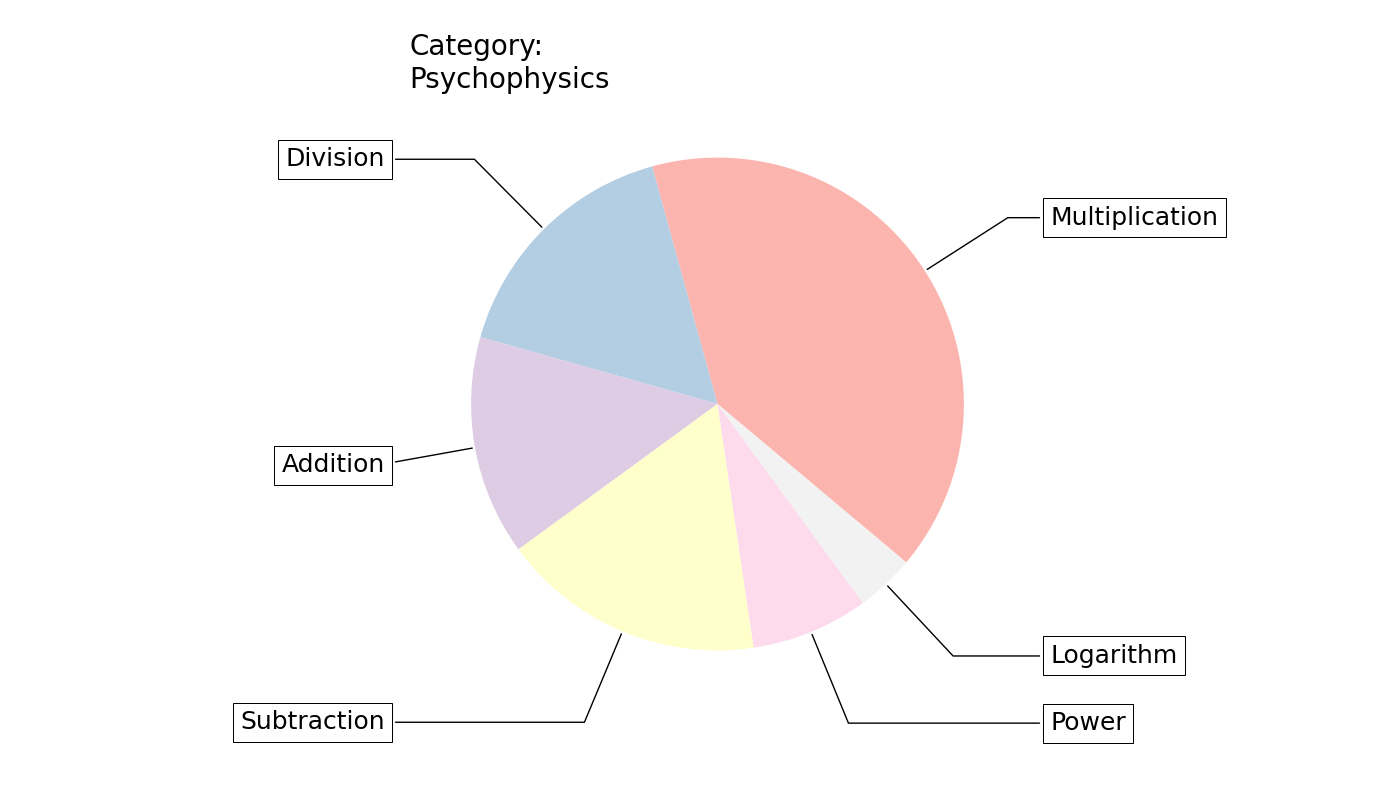 Category:
Psychophysics
Division
Multiplication
Addition
Logarithm
Subtraction
Power